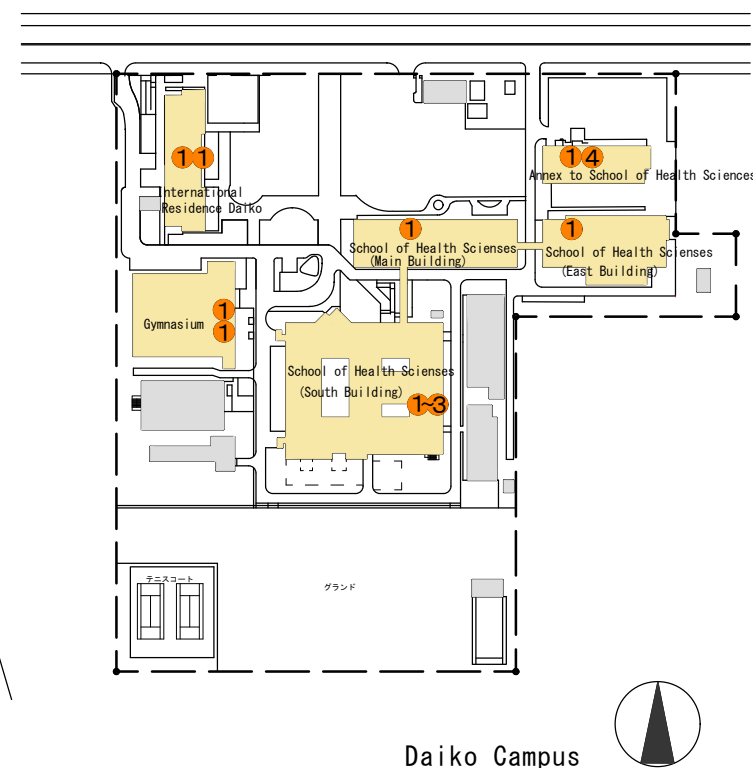 1 1
International
Residence Daiko
1 4
Annex to School of Health Sciences
1
School of Health Scienses
(Main Building)
1
School of Health Scienses
(East Building)
1
Gymnasium
1
School of Health Scienses
(South Building)
1~3
テニスコート
グランド
Daiko Campus